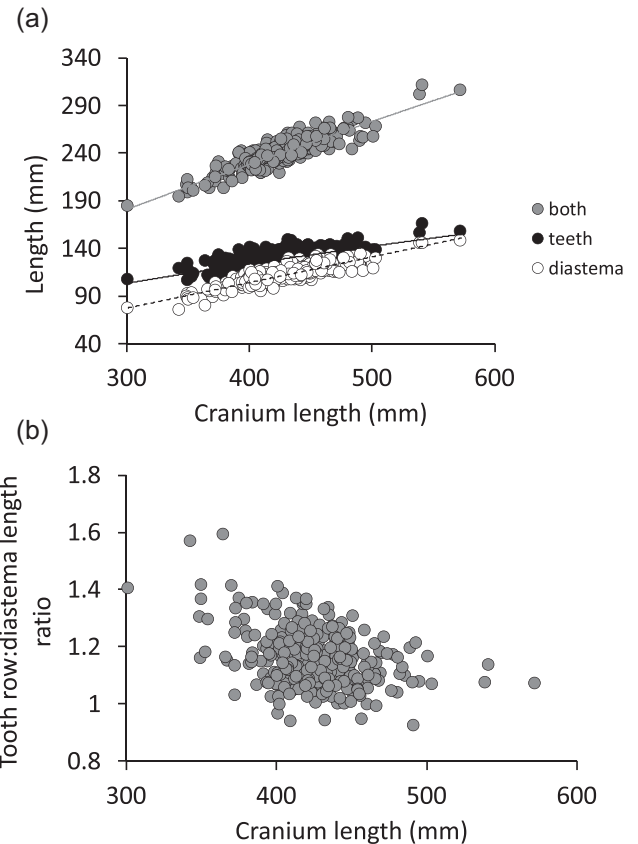 (a)
340
290
240
190
140
90
40
Length (mm)
300 400 500 600
Cranium length (mm)
both
teeth
diastema
(b)
1.8
1.6
1.4
1.2
1
0.8
Tooth row:diastema length
ratio
300 400 500 600
Cranium length (mm)